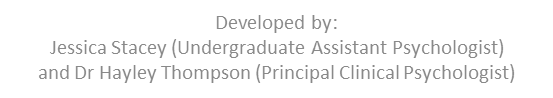 Developed by:
Jessica Stacey (Undergraduate Assistant Psychologist)
and Dr Hayley Thompson (Principal Clinical Psychologist)